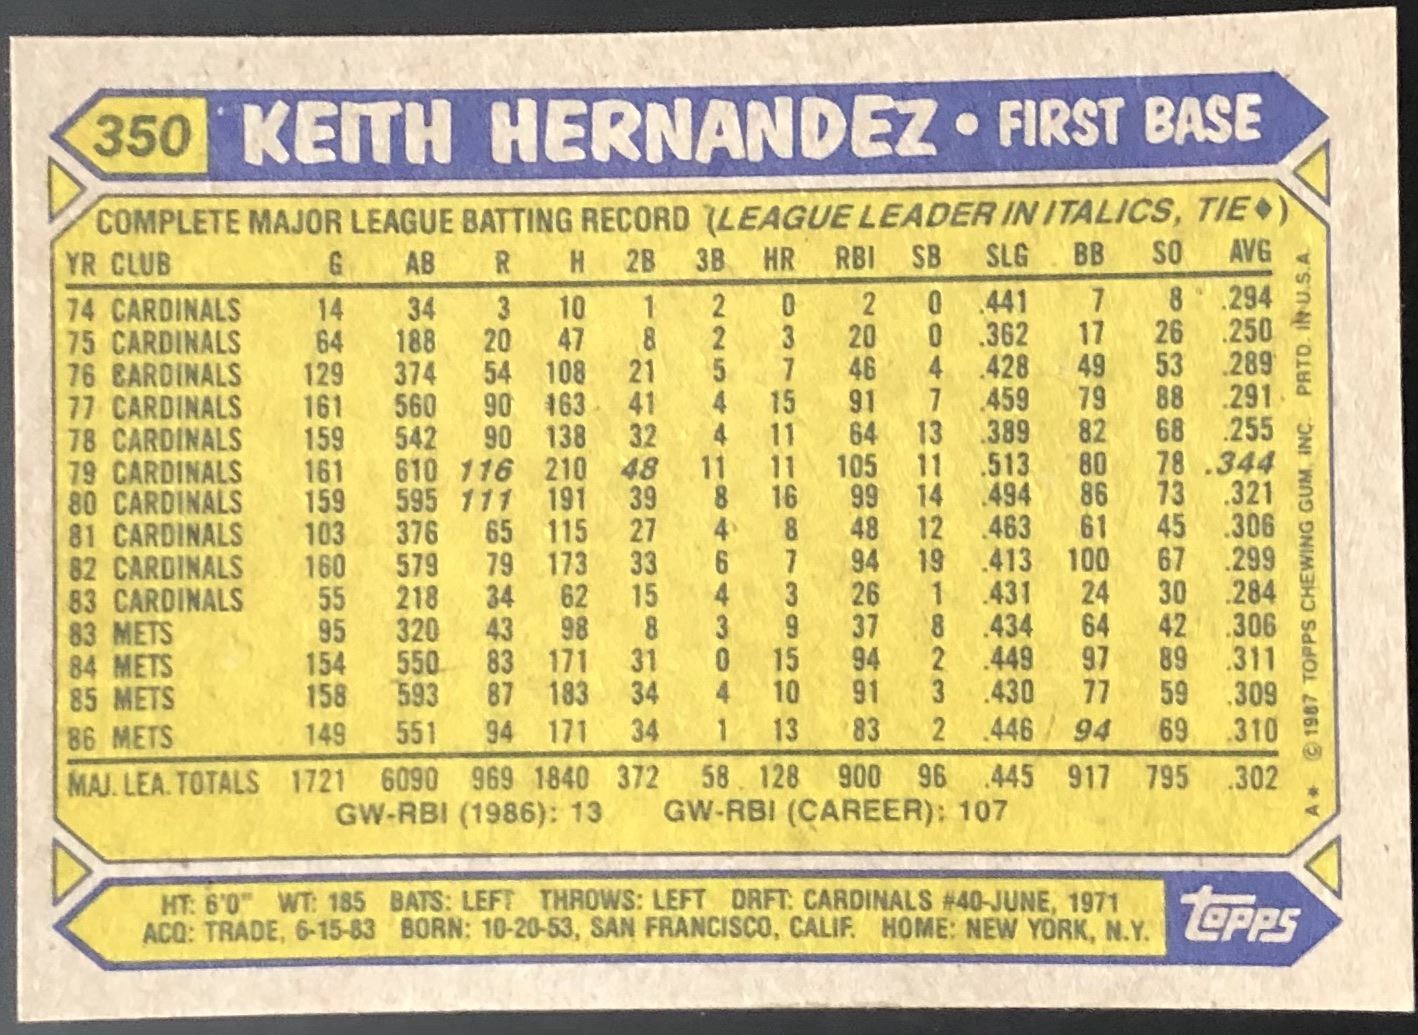 350 KEITH HERNANDEZ • FIRST BASE
COMPLETE MAJOR LEAGUE BATTING RECORD (LEAGUE LEADER IN ITALICS, TIE♦)
YR CLUB G AB R H 2B 3B HR RBI SB SLG BB SO AVG
74 CARDINALS 14 34 3 10 1 2 0 2 0 .441 7 8 .294
75 CARDINALS 64 188 20 47 8 2 3 20 0 .362 17 26 .250
76 CARDINALS 129 374 54 108 21 5 7 46 4 .428 49 53 .289
77 CARDINALS 161 560 90 163 41 4 15 91 7 .459 79 88 .291
78 CARDINALS 159 542 90 138 32 4 11 64 13 .389 82 68 .255
79 CARDINALS 161 610 116 210 48 11 11 105 11 .513 80 78 .344
80 CARDINALS 159 595 111 191 39 8 16 99 14 .494 86 73 .321
81 CARDINALS 103 376 65 115 27 4 8 48 12 .463 61 45 .306
82 CARDINALS 160 579 79 173 33 6 7 94 19 .413 100 67 .299
83 CARDINALS 55 218 34 62 15 4 3 26 1 .431 24 30 .284
83 METS 95 320 43 98 8 3 9 37 8 .434 64 42 .306
84 METS 154 550 83 171 31 0 15 94 2 .449 97 89 .311
85 METS 158 593 87 183 34 4 10 91 3 .430 77 59 .309
86 METS 149 551 94 171 34 1 13 83 2 .446 94 69 .310
MAJ. LEA. TOTALS 1721 6090 969 1840 372 58 128 900 96 .445 917 795 .302
GW-RBI (1986): 13 GW-RBI (CAREER): 107
A* © 1987 TOPPS CHEWING GUM, INC. PRTD. IN U.S.A.
HT: 6'0" WT: 185 BATS: LEFT THROWS: LEFT DRFT: CARDINALS #40-JUNE, 1971
ACQ: TRADE, 6-15-83 BORN: 10-20-53, SAN FRANCISCO, CALIF. HOME: NEW YORK, N.Y.
topps